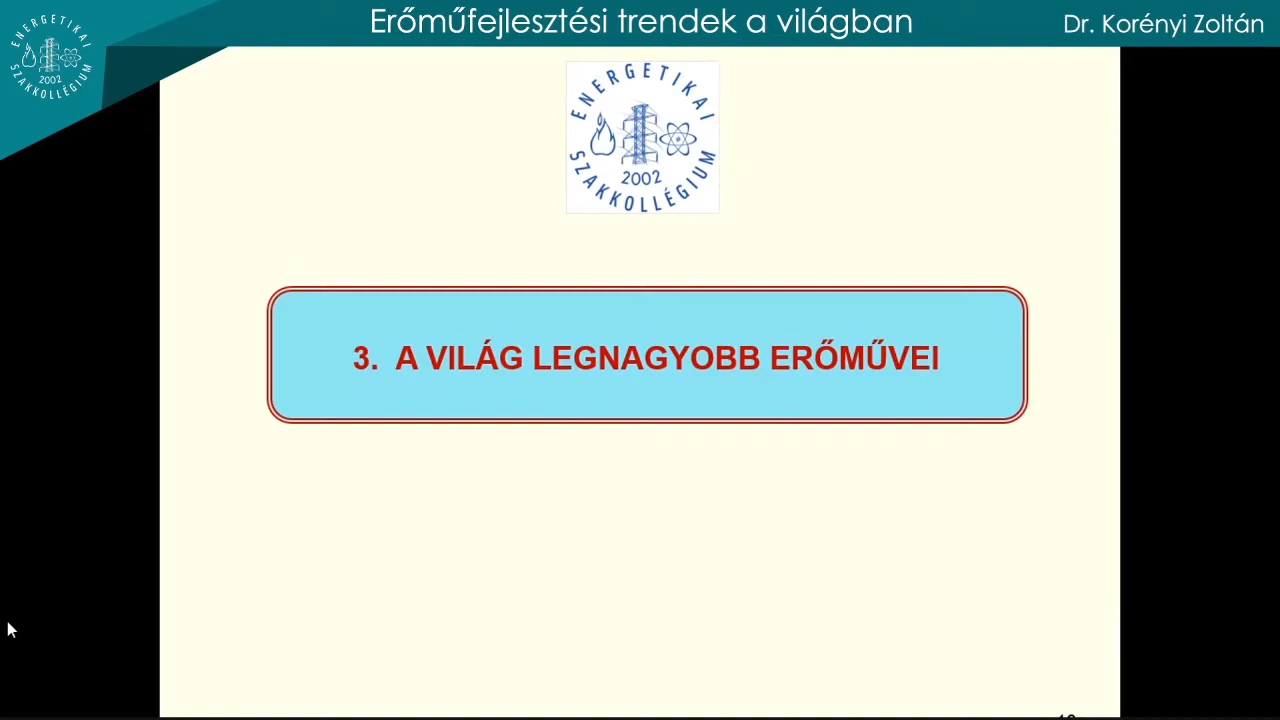 ENERGETIKAI
2002
SZAKKOLLÉGIUM
Erőműfejlesztési trendek a világban
Dr. Korényi Zoltán
ENERGETIKAI
2002
SZAKKOLLÉGIUM
3. A VILÁG LEGNAGYOBB ERŐMŰVEI